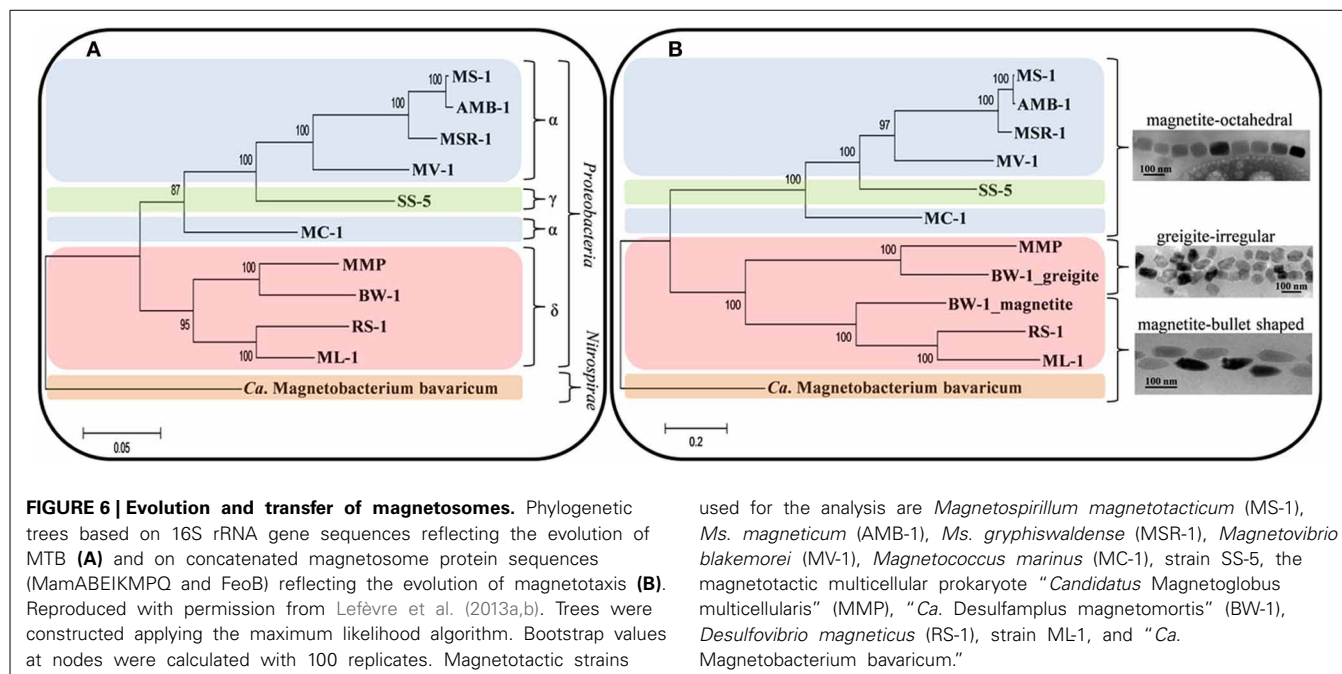 A
100
MS-1
AMB-1
100
MSR-1
100
MV-1
100
SS-5
87
MC-1
MMP
100
BW-1
95
RS-1
100
ML-1
Ca. Magnetobacterium bavaricum
0.05
α
γ
α
δ
Proteobacteria
Nitrospirae
B
MS-1
100
AMB-1
100
MSR-1
97
MV-1
100
SS-5
100
MC-1
MMP
100
BW-1_greigite
100
BW-1_magnetite
100
RS-1
100
ML-1
Ca. Magnetobacterium bavaricum
0.2
magnetite-octahedral
100 nm
greigite-irregular
100 nm
magnetite-bullet shaped
100 nm
FIGURE 6 | Evolution and transfer of magnetosomes. Phylogenetic
trees based on 16S rRNA gene sequences reflecting the evolution of
MTB (A) and on concatenated magnetosome protein sequences
(MamABEIKMPQ and FeoB) reflecting the evolution of magnetotaxis (B).
Reproduced with permission from Lefèvre et al. (2013a,b). Trees were
constructed applying the maximum likelihood algorithm. Bootstrap values
at nodes were calculated with 100 replicates. Magnetotactic strains
used for the analysis are Magnetospirillum magnetotacticum (MS-1),
Ms. magneticum (AMB-1), Ms. gryphiswaldense (MSR-1), Magnetovibrio
blakemorei (MV-1), Magnetococcus marinus (MC-1), strain SS-5, the
magnetotactic multicellular prokaryote "Candidatus Magnetoglobus
multicellularis" (MMP), "Ca. Desulfamplus magnetomortis" (BW-1),
Desulfovibrio magneticus (RS-1), strain ML-1, and "Ca.
Magnetobacterium bavaricum."